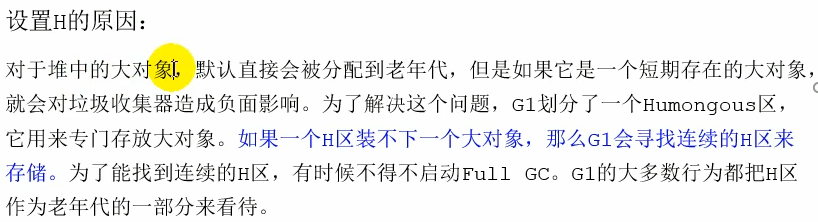 设置H的原因：
对于堆中的大对象，默认直接会被分配到老年代，但是如果它是一个短期存在的大对象，
就会对垃圾收集器造成负面影响。为了解决这个问题，G1划分了一个Humongous区，
它用来专门存放大对象。如果一个H区装不下一个大对象，那么G1会寻找连续的H区来
存储。为了能找到连续的H区，有时候不得不启动Full GC。G1的大多数行为都把H区
作为老年代的一部分来看待。